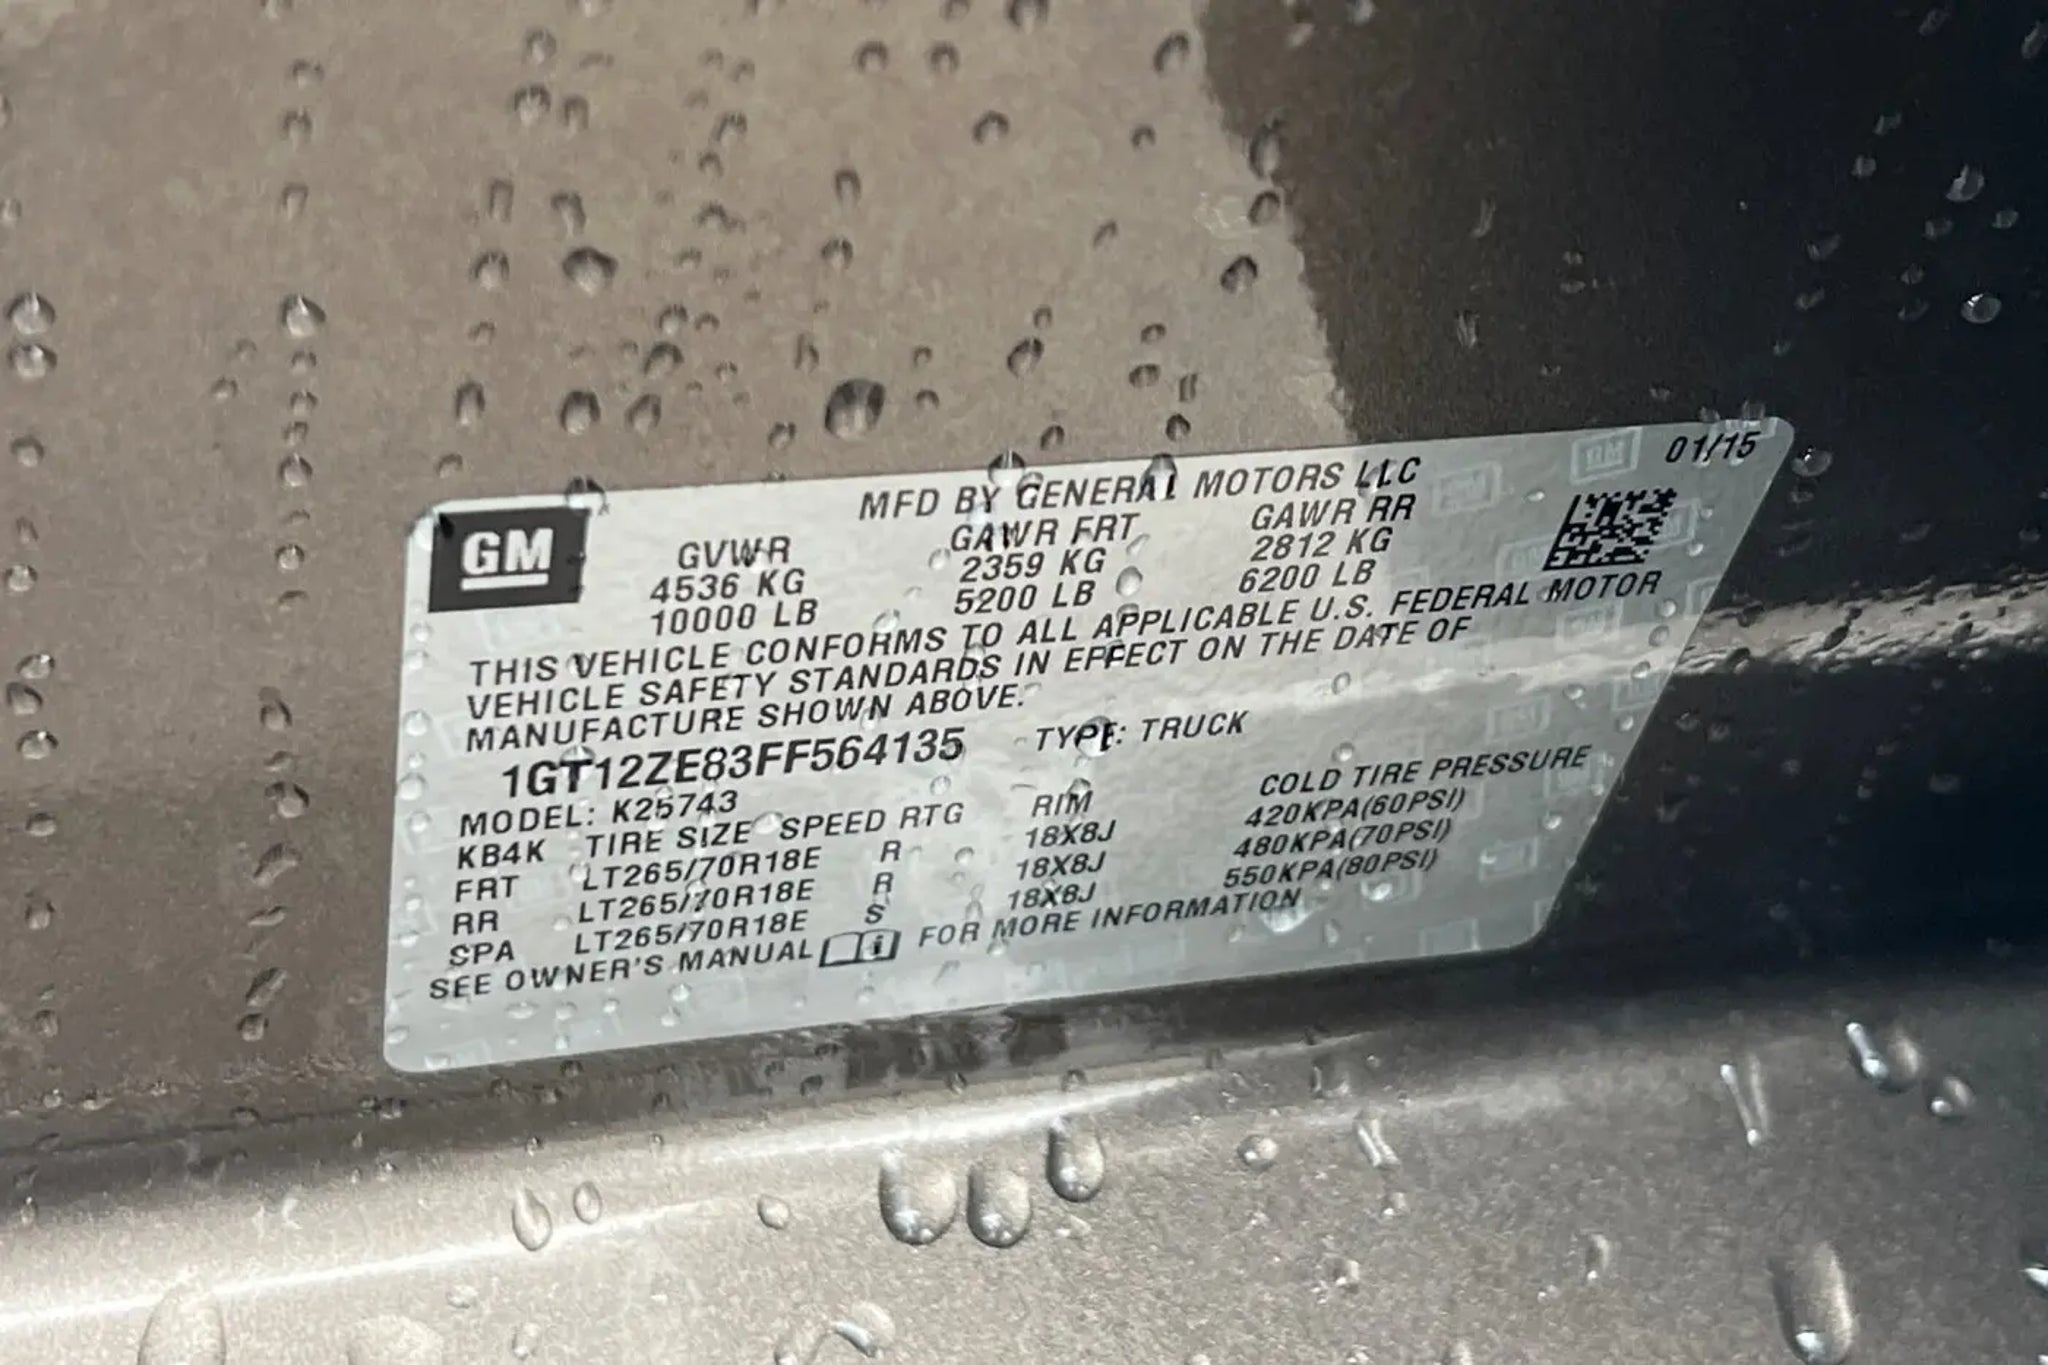 01/15
MFD BY GENERAL MOTORS LLC
GM
GVWR GAWR FRT GAWR RR
4536 KG 2359 KG 2812 KG
10000 LB 5200 LB 6200 LB
THIS VEHICLE CONFORMS TO ALL APPLICABLE U.S. FEDERAL MOTOR
VEHICLE SAFETY STANDARDS IN EFFECT ON THE DATE OF
MANUFACTURE SHOWN ABOVE.
1GT12ZE83FF564135 TYPE: TRUCK
MODEL: K25743
KB4K TIRE SIZE SPEED RTG RIM COLD TIRE PRESSURE
FRT LT265/70R18E R 18X8J 420KPA(60PSI)
RR LT265/70R18E R 18X8J 480KPA(70PSI)
SPA LT265/70R18E S 18X8J 550KPA(80PSI)
SEE OWNER'S MANUAL i FOR MORE INFORMATION